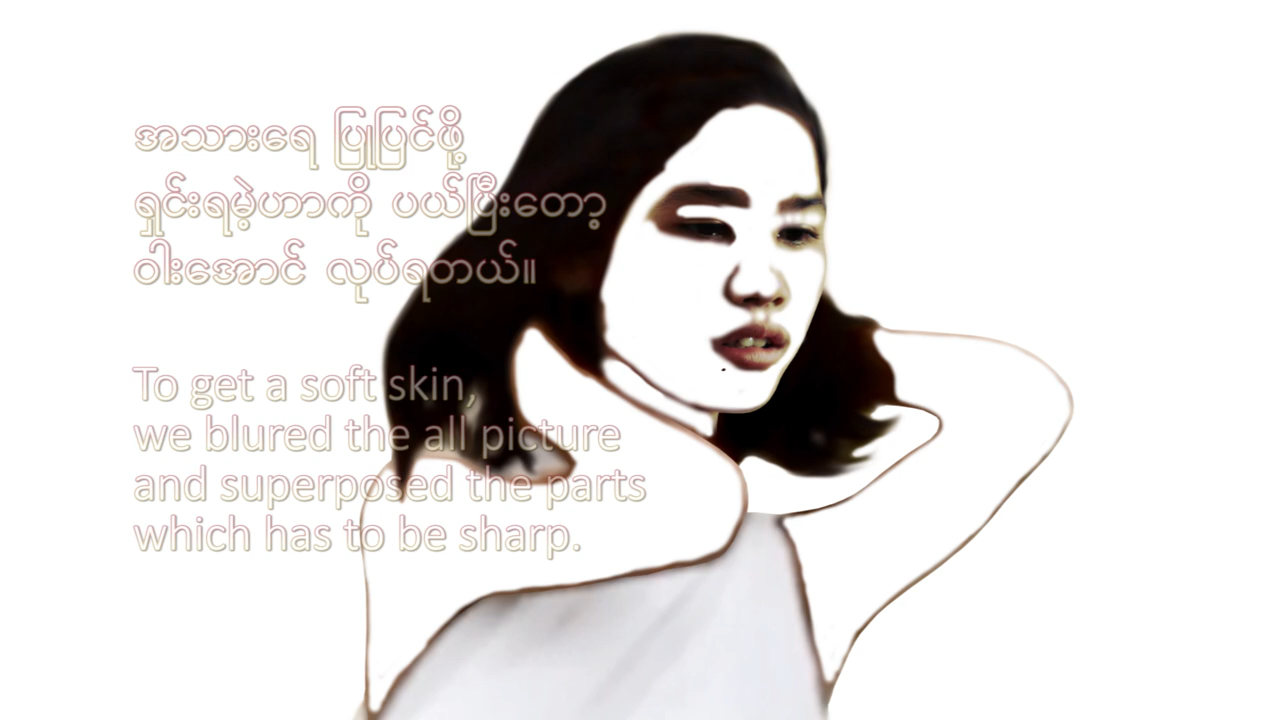 အသားရေ ပြုပြင်ဖို့
ရှင်းရမဲ့ဟာကို ပယ်ပြီးတော့
ဝါးအောင် လုပ်ရတယ်။
To get a soft skin,
we blured the all picture
and superposed the parts
which has to be sharp.